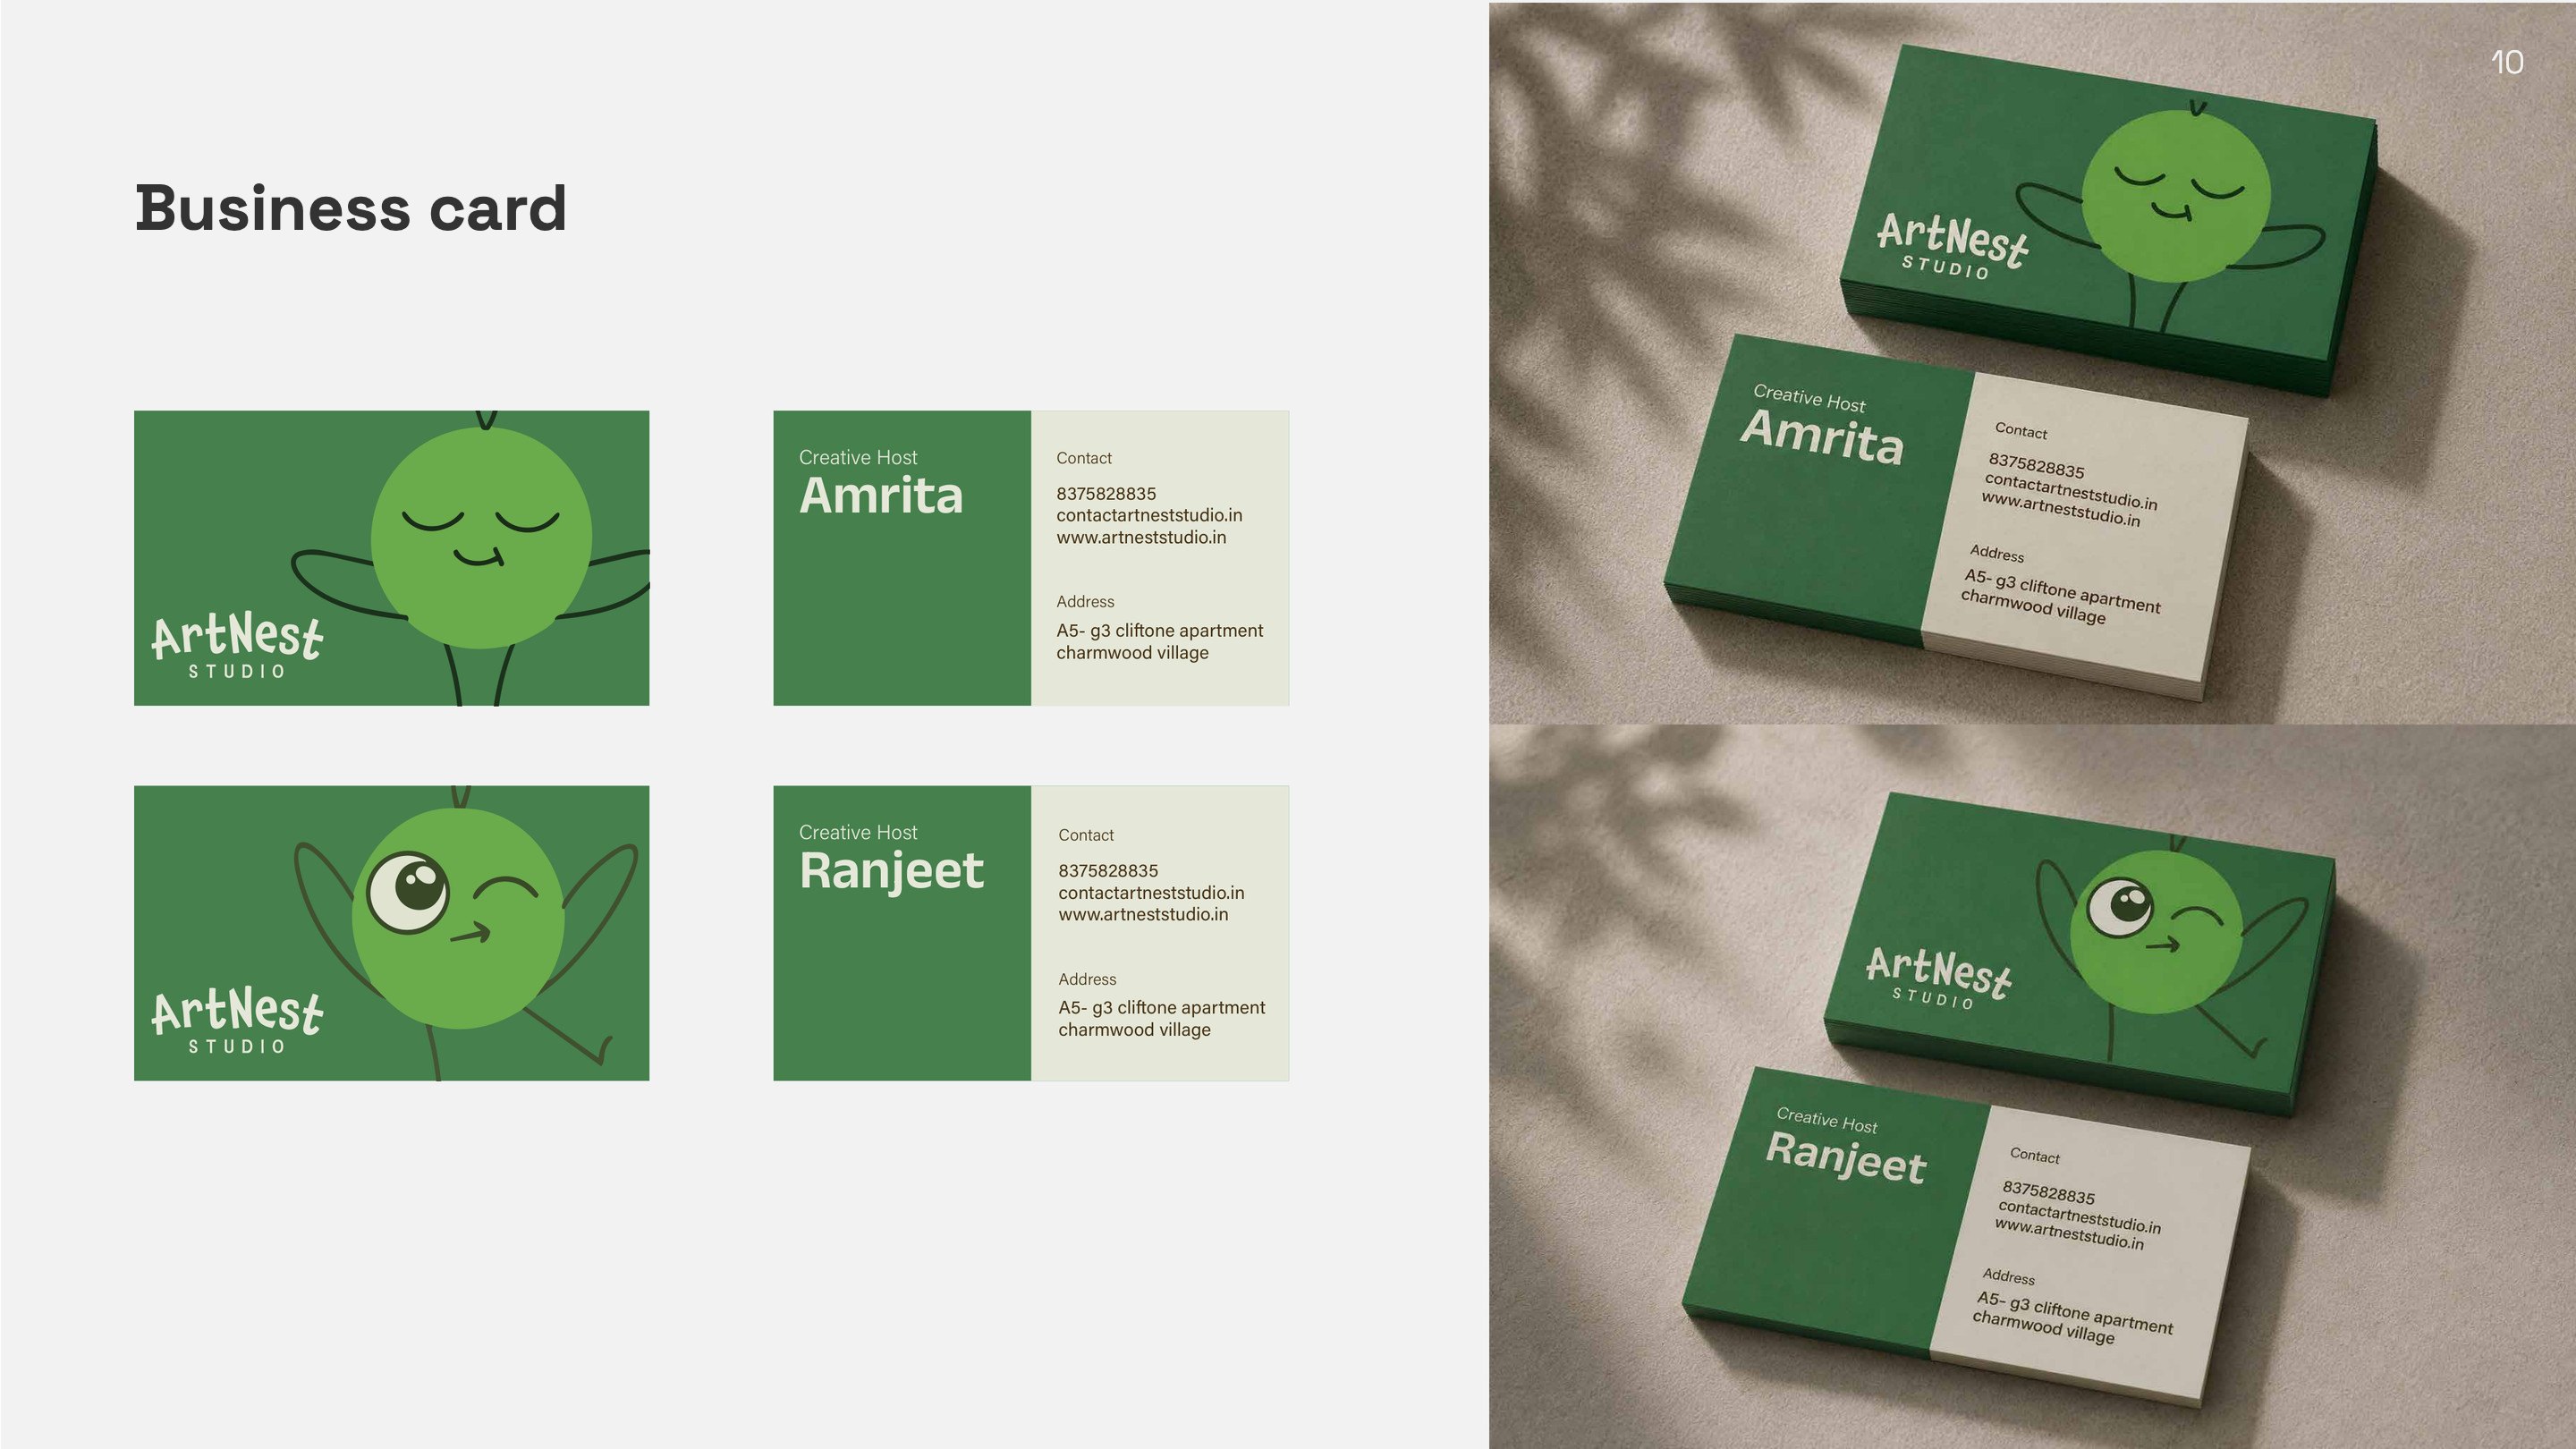 10
Business card
ArtNest
STUDIO
Creative Host
Amrita
Contact
8375828835
contactartneststudio.in
www.artneststudio.in
Address
A5- g3 cliftone apartment
charmwood village
ArtNest
STUDIO
Creative Host
Ranjeet
Contact
8375828835
contactartneststudio.in
www.artneststudio.in
Address
A5- g3 cliftone apartment
charmwood village
ArtNest
STUDIO
Creative Host
Amrita
Contact
8375828835
contactartneststudio.in
www.artneststudio.in
Address
A5- g3 cliftone apartment
charmwood village
ArtNest
STUDIO
Creative Host
Ranjeet
Contact
8375828835
contactartneststudio.in
www.artneststudio.in
Address
A5- g3 cliftone apartment
charmwood village